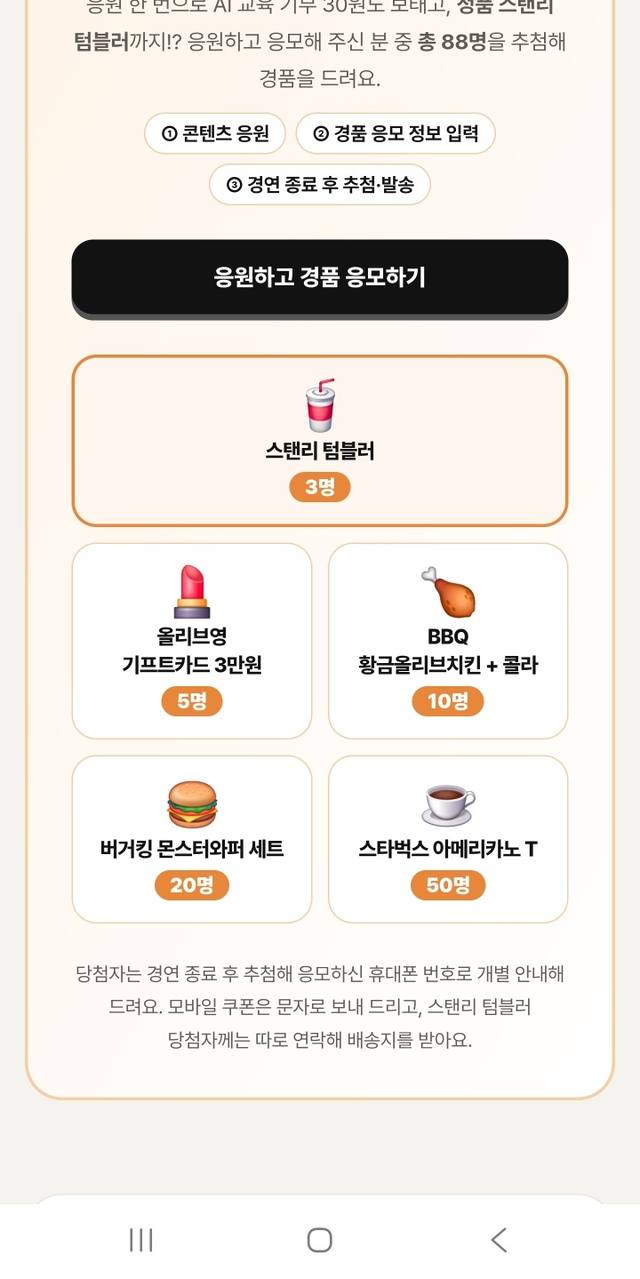 응원 한 번으로 AI 교육 기부 30원도 보태고, 정품 스탠리
텀블러까지!? 응원하고 응모해 주신 분 중 총 88명을 추첨해
경품을 드려요.
① 콘텐츠 응원
② 경품 응모 정보 입력
③ 경연 종료 후 추첨·발송
응원하고 경품 응모하기
스탠리 텀블러
3명
올리브영
기프트카드 3만원
5명
BBQ
황금올리브치킨 + 콜라
10명
버거킹 몬스터와퍼 세트
20명
스타벅스 아메리카노 T
50명
당첨자는 경연 종료 후 추첨해 응모하신 휴대폰 번호로 개별 안내해
드려요. 모바일 쿠폰은 문자로 보내 드리고, 스탠리 텀블러
당첨자께는 따로 연락해 배송지를 받아요.